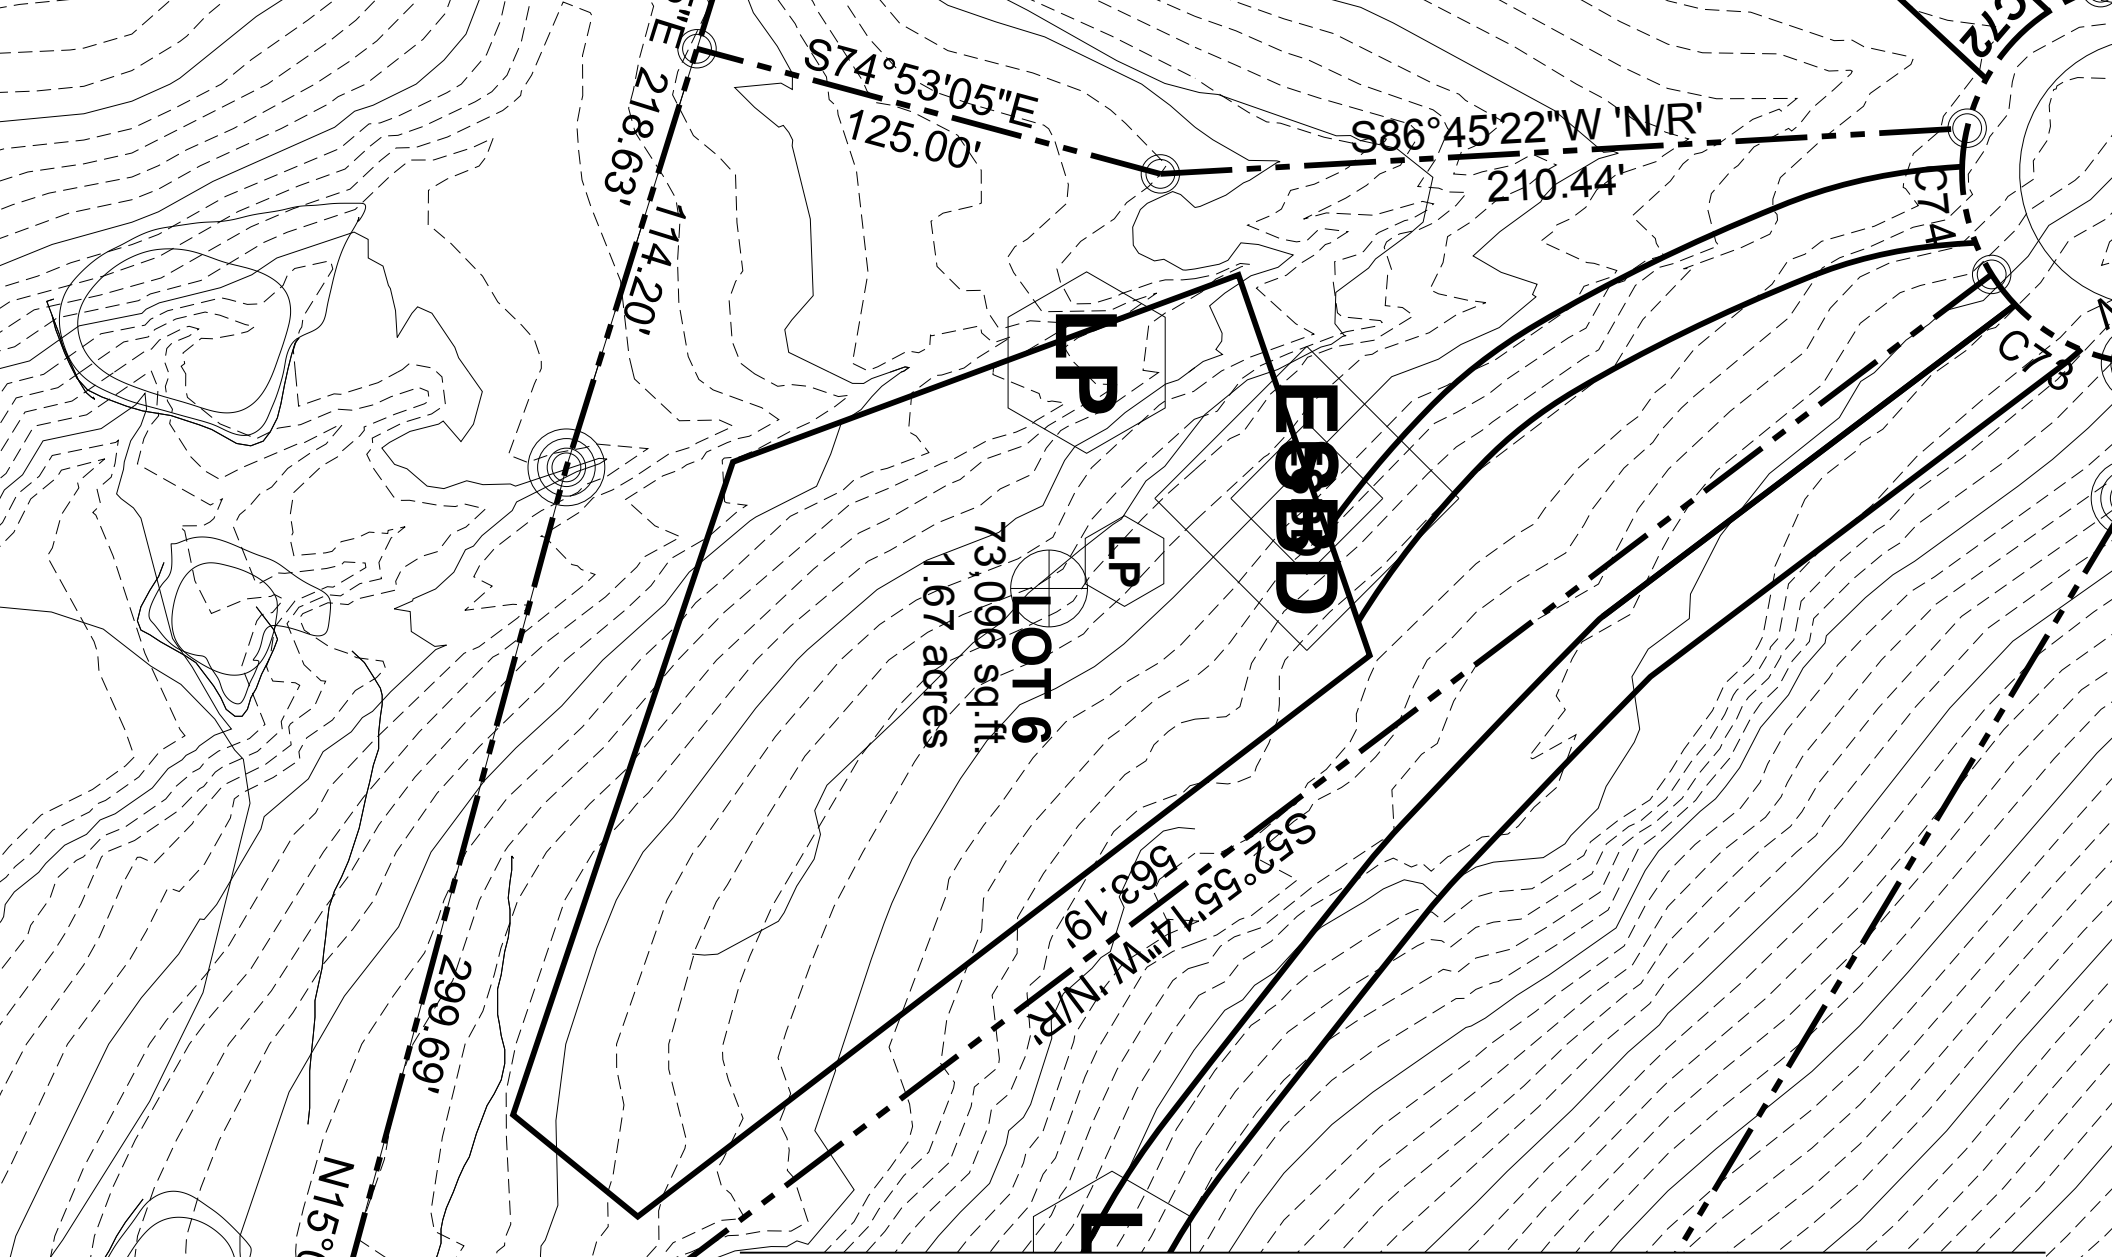 "E
C72
S74°53'05"E
125.00'
218.63'
S86°45'22"W 'N/R'
210.44'
C74
114.20'
C73
LP
LP
LOT 6
73,096 sq.ft.
1.67 acres
S52°55'14"W 'N/R'
563.19'
299.69'
N15°
L